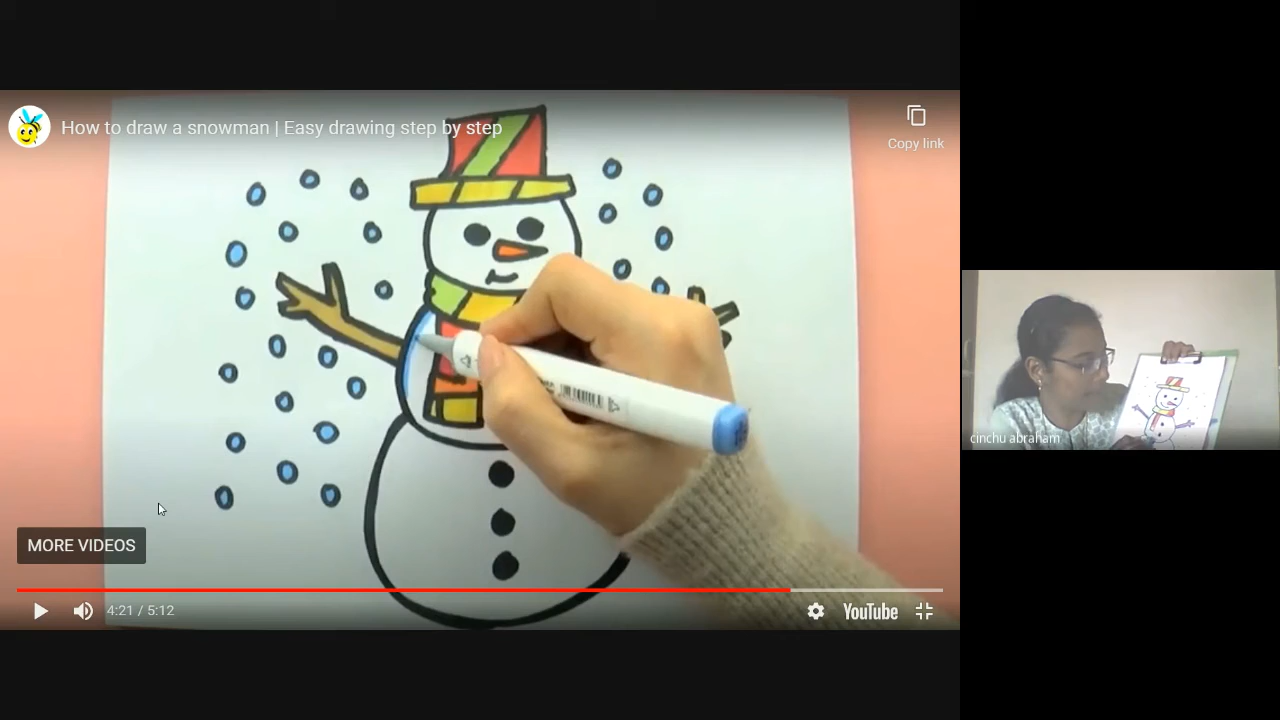 How to draw a snowman | Easy drawing step by step
Copy link
cinchu abraham
MORE VIDEOS
4:21 / 5:12
YouTube